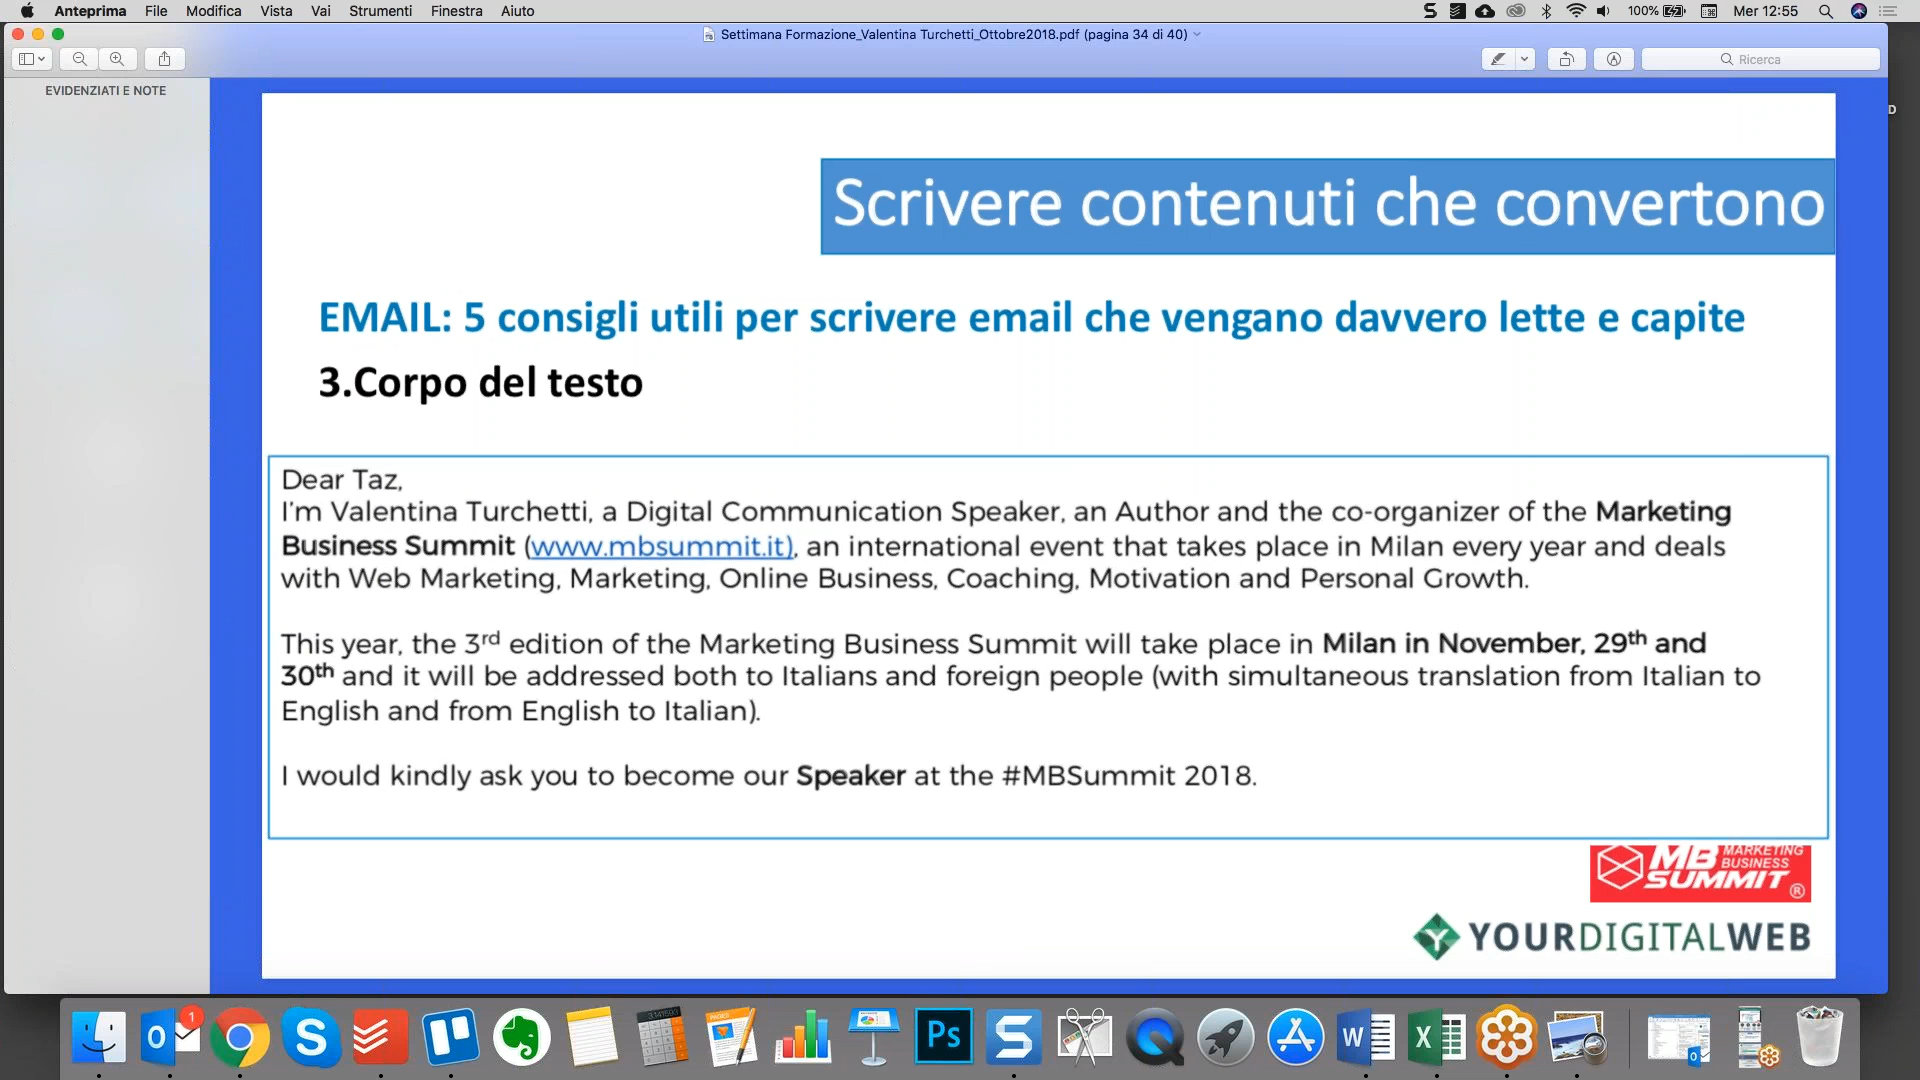 Anteprima File Modifica Vista Vai Strumenti Finestra Aiuto 100% Mer 12:55
Settimana Formazione_Valentina Turchetti_Ottobre2018.pdf (pagina 34 di 40)
Ricerca
EVIDENZIATI E NOTE
D
Scrivere contenuti che convertono
EMAIL: 5 consigli utili per scrivere email che vengano davvero lette e capite
3.Corpo del testo
Dear Taz,
I'm Valentina Turchetti, a Digital Communication Speaker, an Author and the co-organizer of the Marketing
Business Summit (www.mbsummit.it), an international event that takes place in Milan every year and deals
with Web Marketing, Marketing, Online Business, Coaching, Motivation and Personal Growth.
This year, the 3rd edition of the Marketing Business Summit will take place in Milan in November, 29th and
30th and it will be addressed both to Italians and foreign people (with simultaneous translation from Italian to
English and from English to Italian).
I would kindly ask you to become our Speaker at the #MBSummit 2018.
MB MARKETING
BUSINESS
SUMMIT ®
YOURDIGITALWEB
1
3.141593
PAGES
Ps